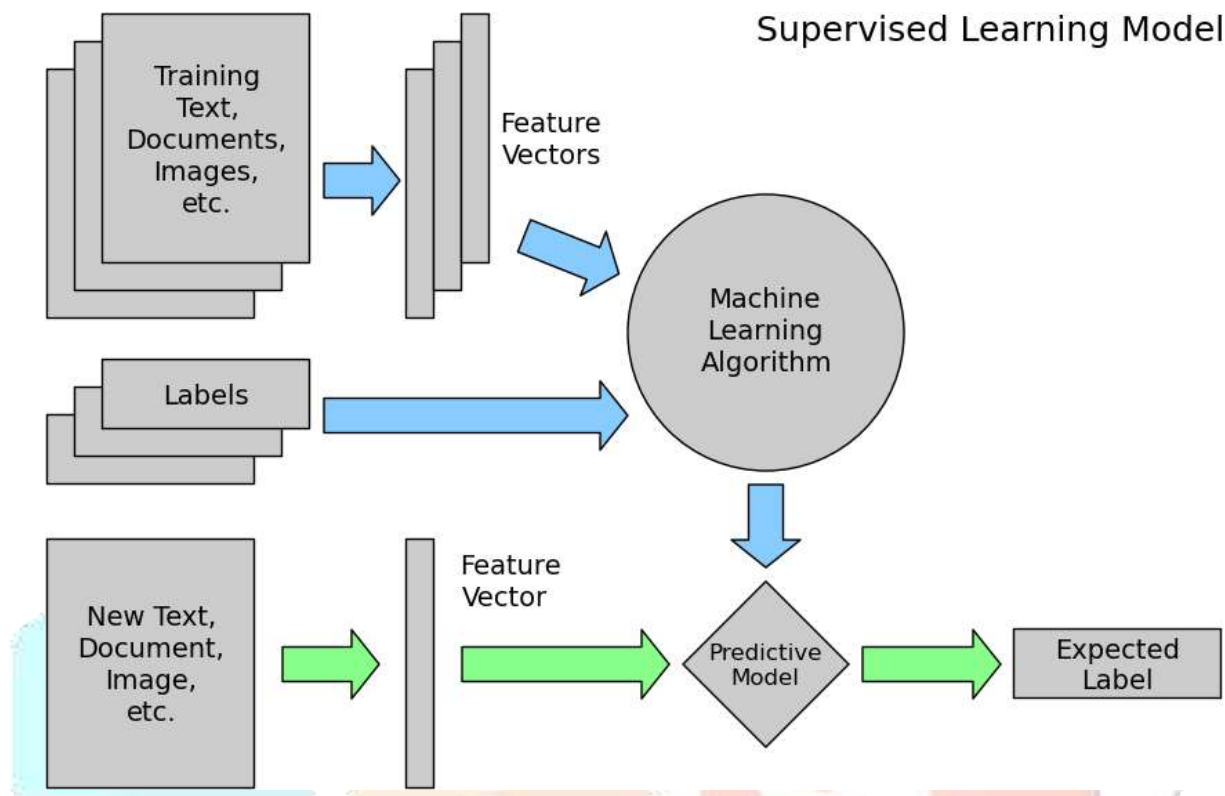 Supervised Learning Model
Training
Text,
Documents,
Images,
etc.
Feature
Vectors
Machine
Learning
Algorithm
Labels
New Text,
Document,
Image,
etc.
Feature
Vector
Predictive
Model
Expected
Label